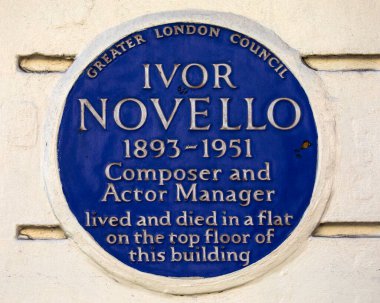 GREATER LONDON COUNCIL
IVOR
NOVELLO
1893-1951
Composer and
Actor Manager
lived and died in a flat
on the top floor of
this building